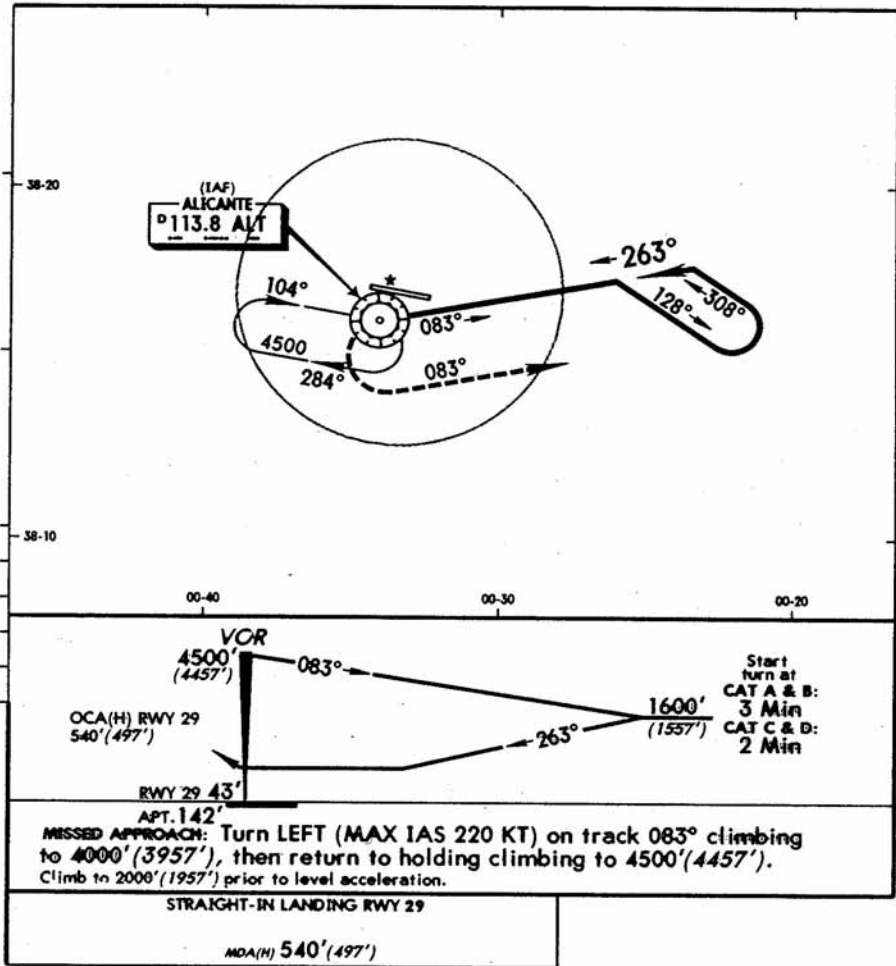 38-20
(IAF)
ALICANTE
D 113.8 ALT
104°
4500
284°
083°
083°
263°
128°
308°
38-10
00-40
00-30
00-20
VOR
4500'
(4457')
083°
1600'
(1557')
263°
Start
turn at
CAT A & B:
3 Min
CAT C & D:
2 Min
OCA(H) RWY 29
540'(497')
RWY 29 43'
APT. 142'
MISSED APPROACH: Turn LEFT (MAX IAS 220 KT) on track 083° climbing
to 4000'(3957'), then return to holding climbing to 4500'(4457').
Climb to 2000'(1957') prior to level acceleration.
STRAIGHT-IN LANDING RWY 29
MDA(H) 540'(497')